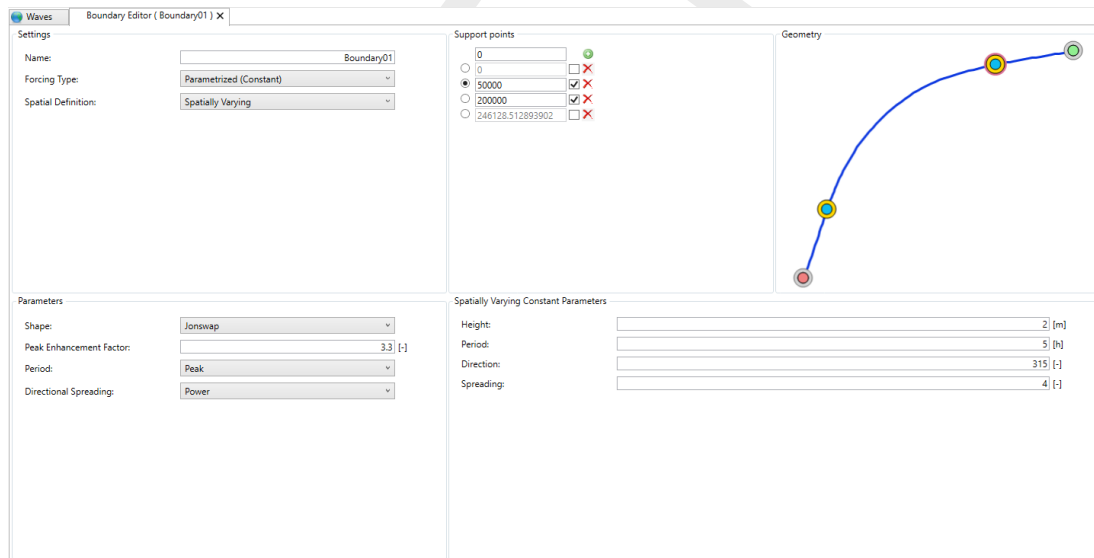 Waves
Boundary Editor ( Boundary01 ) X
Settings
Name:
Boundary01
Forcing Type:
Parametrized (Constant)
Spatial Definition:
Spatially Varying
Support points
0
0
50000
200000
246128.512893902
Geometry
Parameters
Shape:
Jonswap
Peak Enhancement Factor:
3.3 [-]
Period:
Peak
Directional Spreading:
Power
Spatially Varying Constant Parameters
Height:
2 [m]
Period:
5 [h]
Direction:
315 [-]
Spreading:
4 [-]